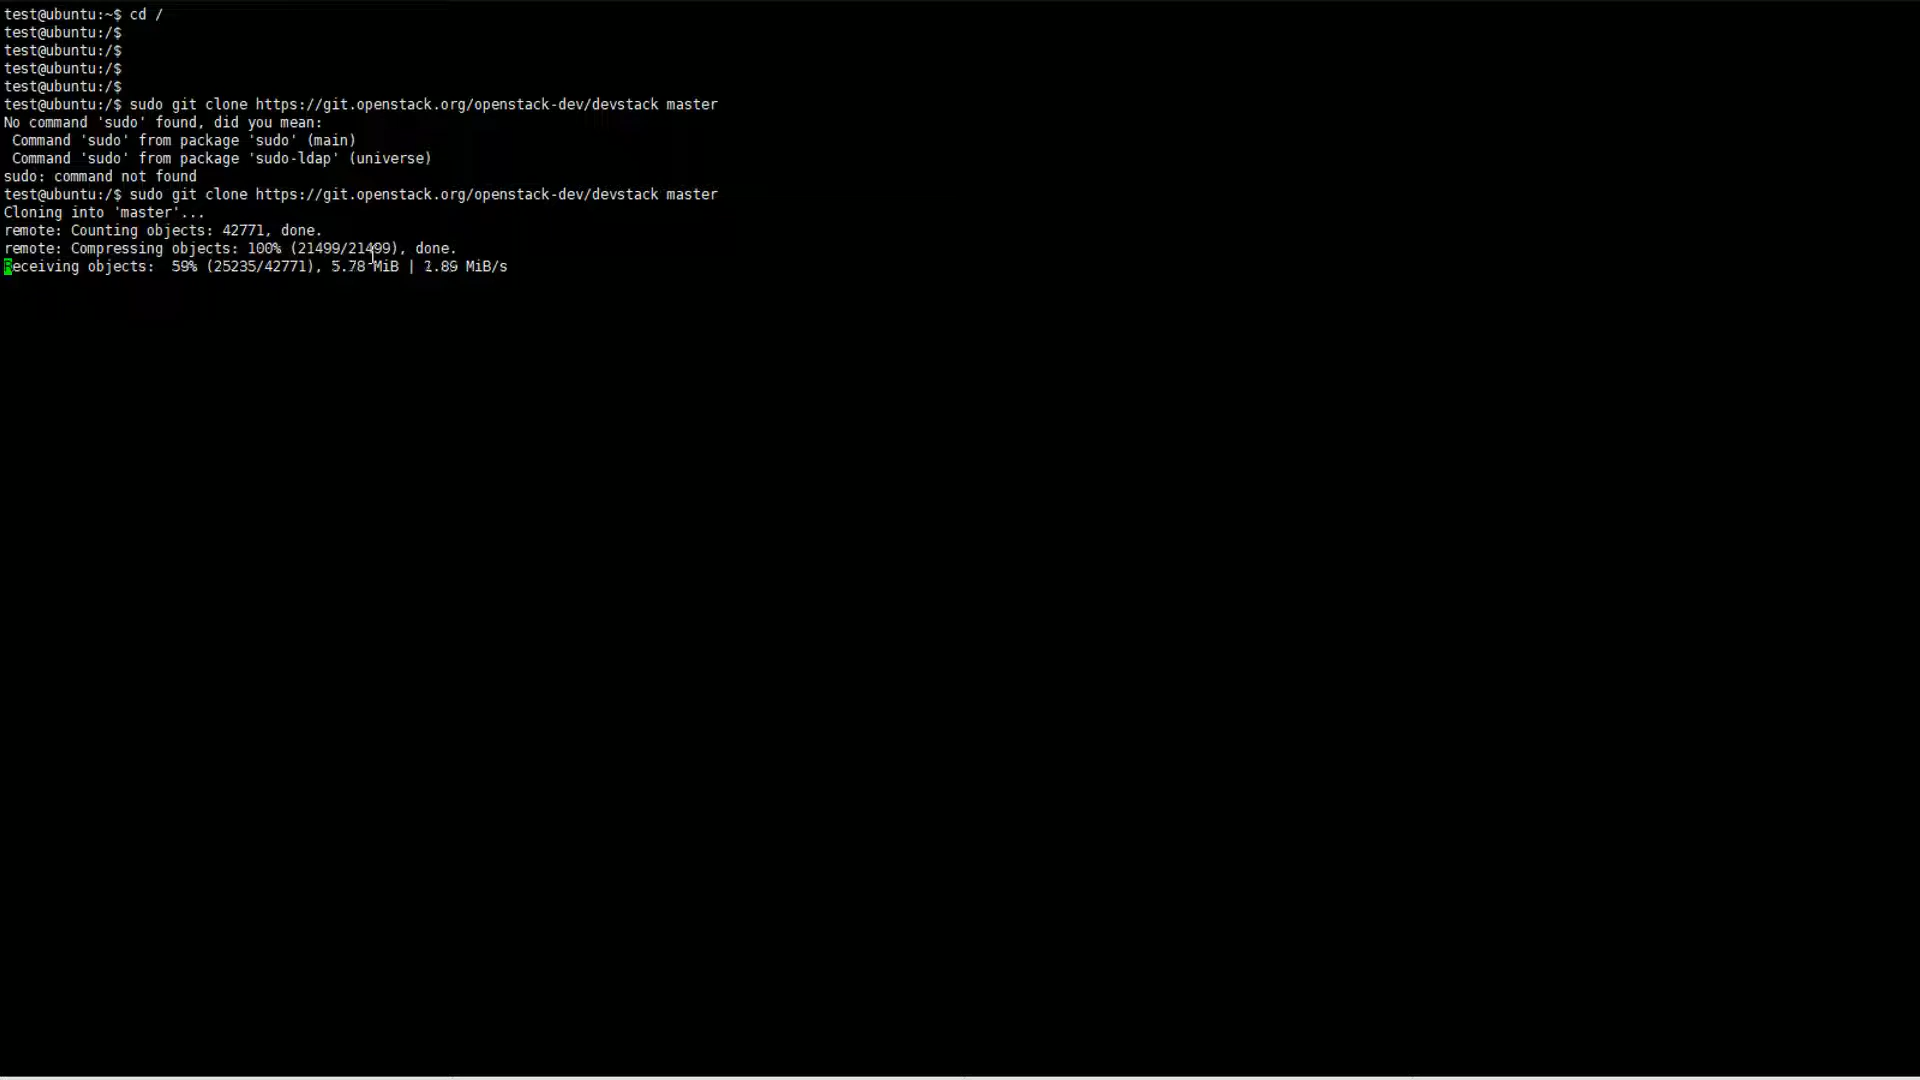 test@ubuntu:~$ cd /
test@ubuntu:/$
test@ubuntu:/$
test@ubuntu:/$
test@ubuntu:/$
test@ubuntu:/$ sudo git clone https://git.openstack.org/openstack-dev/devstack master
No command 'sudo' found, did you mean:
 Command 'sudo' from package 'sudo' (main)
 Command 'sudo' from package 'sudo-ldap' (universe)
sudo: command not found
test@ubuntu:/$ sudo git clone https://git.openstack.org/openstack-dev/devstack master
Cloning into 'master'...
remote: Counting objects: 42771, done.
remote: Compressing objects: 100% (21499/21499), done.
Receiving objects:  59% (25235/42771), 5.78 MiB | MiB/s